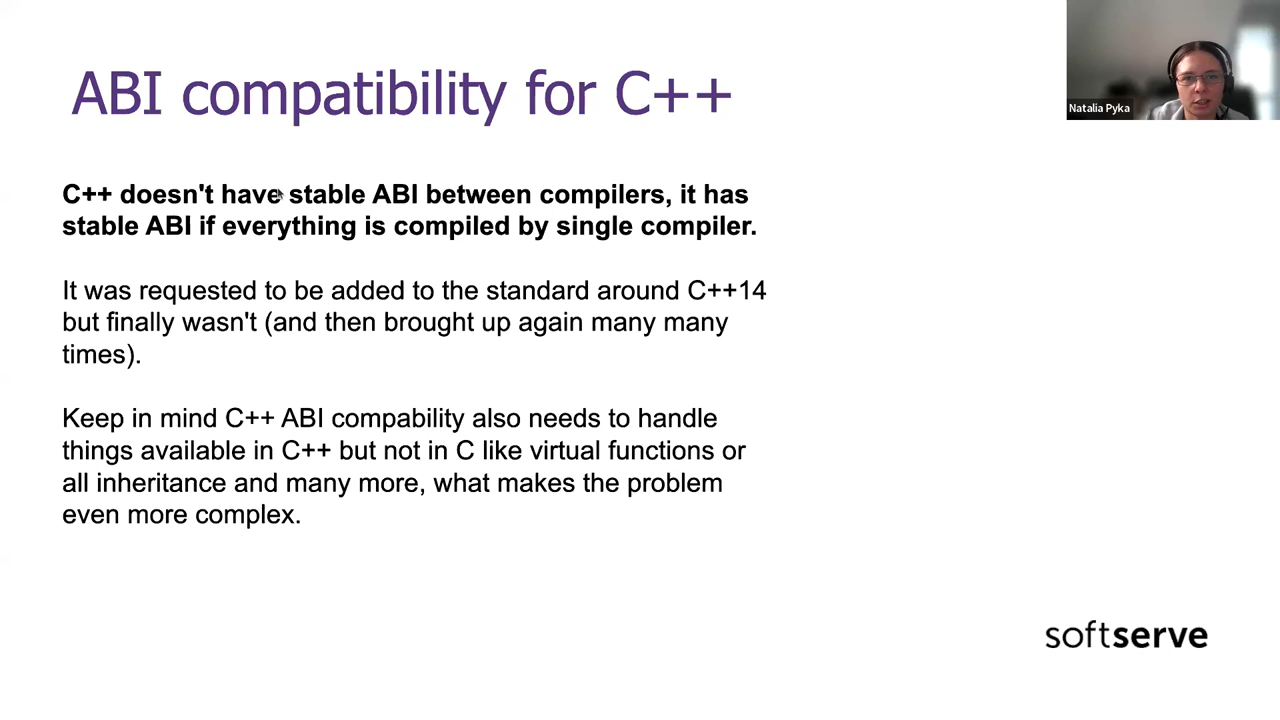 ABI compatibility for C++
Natalia Pyka
C++ doesn't have stable ABI between compilers, it has
stable ABI if everything is compiled by single compiler.
It was requested to be added to the standard around C++14
but finally wasn't (and then brought up again many many
times).
Keep in mind C++ ABI compability also needs to handle
things available in C++ but not in C like virtual functions or
all inheritance and many more, what makes the problem
even more complex.
softserve